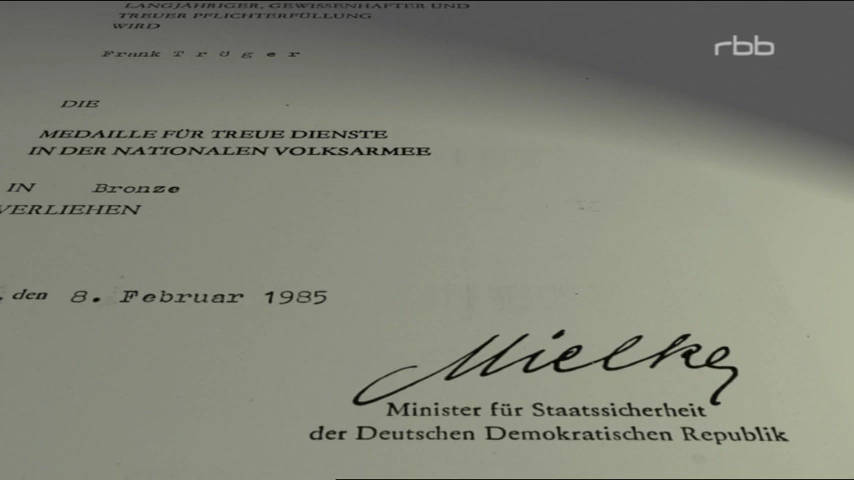 LANGJÄHRIGER, GEWISSENHAFTER UND
TREUER PFLICHTERFÜLLUNG
WIRD
rbb
Frank Tröger
DIE
MEDAILLE FÜR TREUE DIENSTE
IN DER NATIONALEN VOLKSARMEE
IN Bronze
VERLIEHEN
, den 8. Februar 1985
Mielke
Minister für Staatssicherheit
der Deutschen Demokratischen Republik